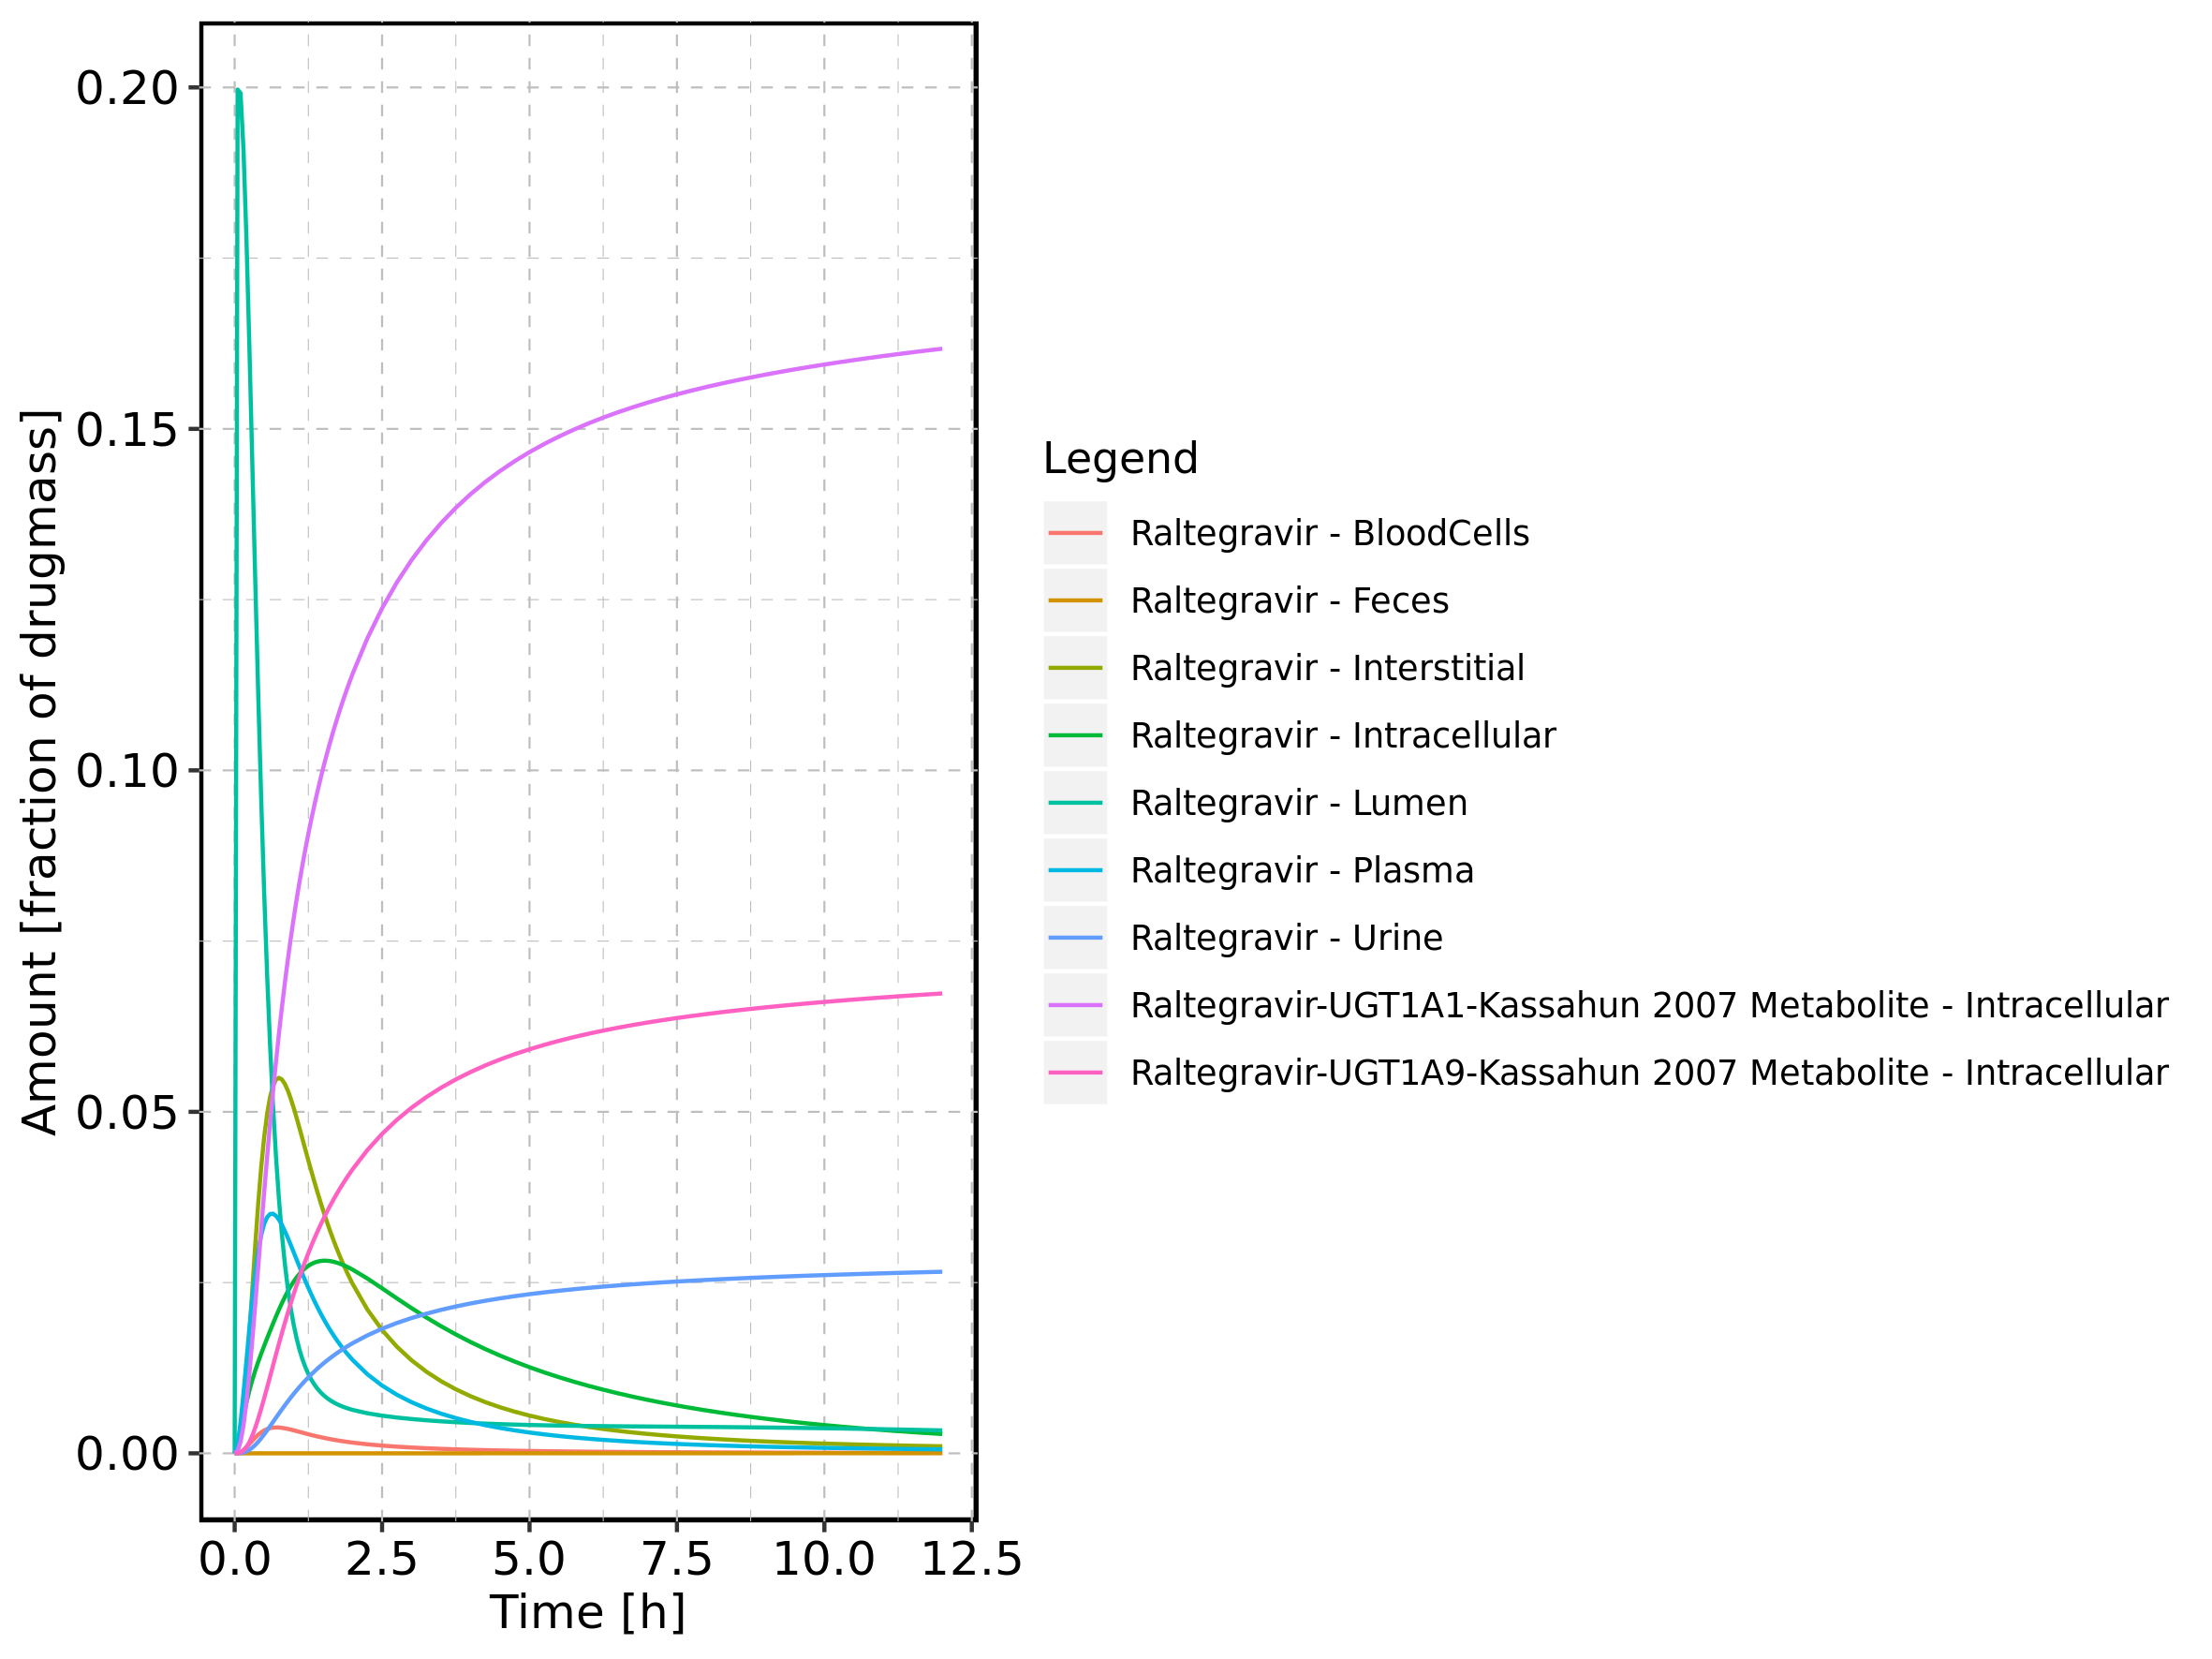 0.20
0.15
0.10
0.05
0.00
Amount [fraction of drugmass]
0.0 2.5 5.0 7.5 10.0 12.5
Time [h]
Legend
Raltegravir - BloodCells
Raltegravir - Feces
Raltegravir - Interstitial
Raltegravir - Intracellular
Raltegravir - Lumen
Raltegravir - Plasma
Raltegravir - Urine
Raltegravir-UGT1A1-Kassahun 2007 Metabolite - Intracellular
Raltegravir-UGT1A9-Kassahun 2007 Metabolite - Intracellular